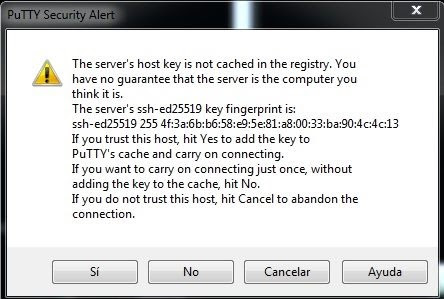 PuTTY Security Alert
The server's host key is not cached in the registry. You
have no guarantee that the server is the computer you
think it is.
The server's ssh-ed25519 key fingerprint is:
ssh-ed25519 255 4f:3a:6b:b6:58:e9:5e:81:a8:00:33:ba:90:4c:4c:13
If you trust this host, hit Yes to add the key to
PuTTY's cache and carry on connecting.
If you want to carry on connecting just once, without
adding the key to the cache, hit No.
If you do not trust this host, hit Cancel to abandon the
connection.
Sí
No
Cancelar
Ayuda